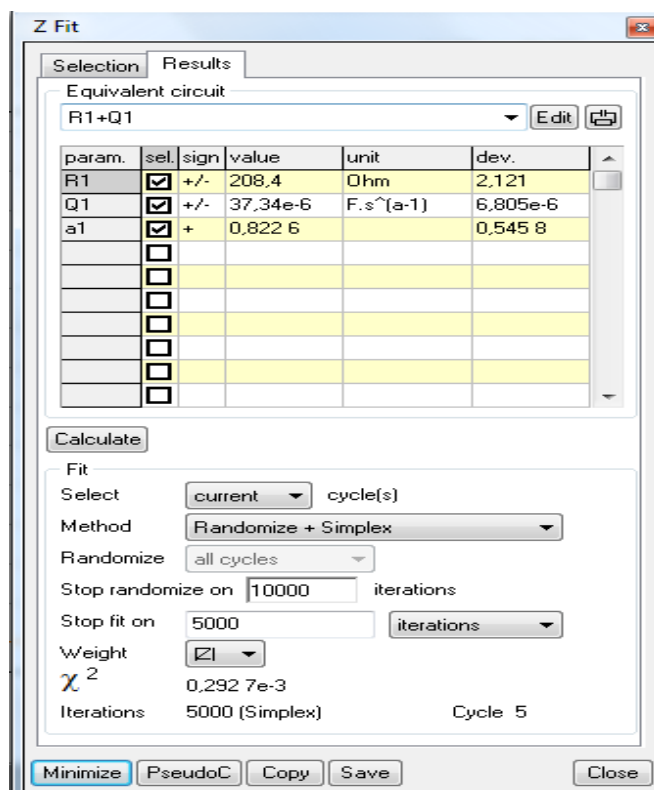 Z Fit
Selection Results
Equivalent circuit
R1+Q1 Edit
param. sel. sign value unit dev.
R1 +/- 208,4 Ohm 2,121
Q1 +/- 37,34e-6 F.s^(a-1) 6,805e-6
a1 + 0,822 6 0,545 8
Calculate
Fit
Select current cycle(s)
Method Randomize + Simplex
Randomize all cycles
Stop randomize on 10000 iterations
Stop fit on 5000 iterations
Weight |Z|
χ 2 0,292 7e-3
Iterations 5000 (Simplex) Cycle 5
Minimize PseudoC Copy Save Close